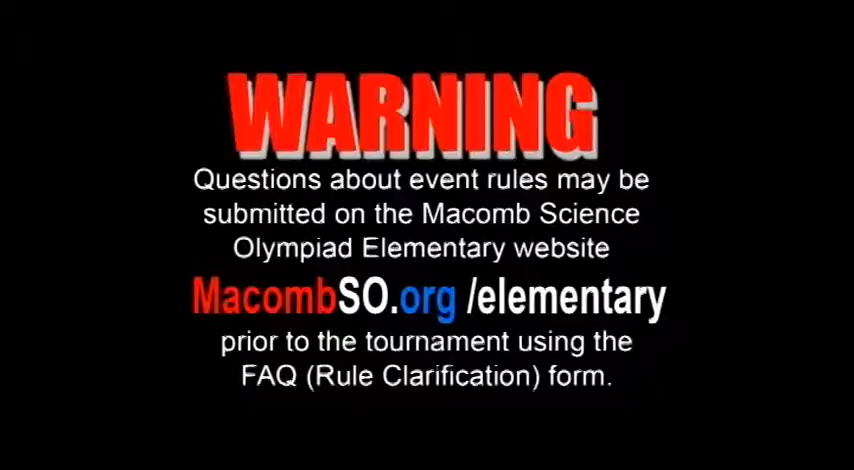 WARNING
Questions about event rules may be
submitted on the Macomb Science
Olympiad Elementary website
MacombSO.org /elementary
prior to the tournament using the
FAQ (Rule Clarification) form.